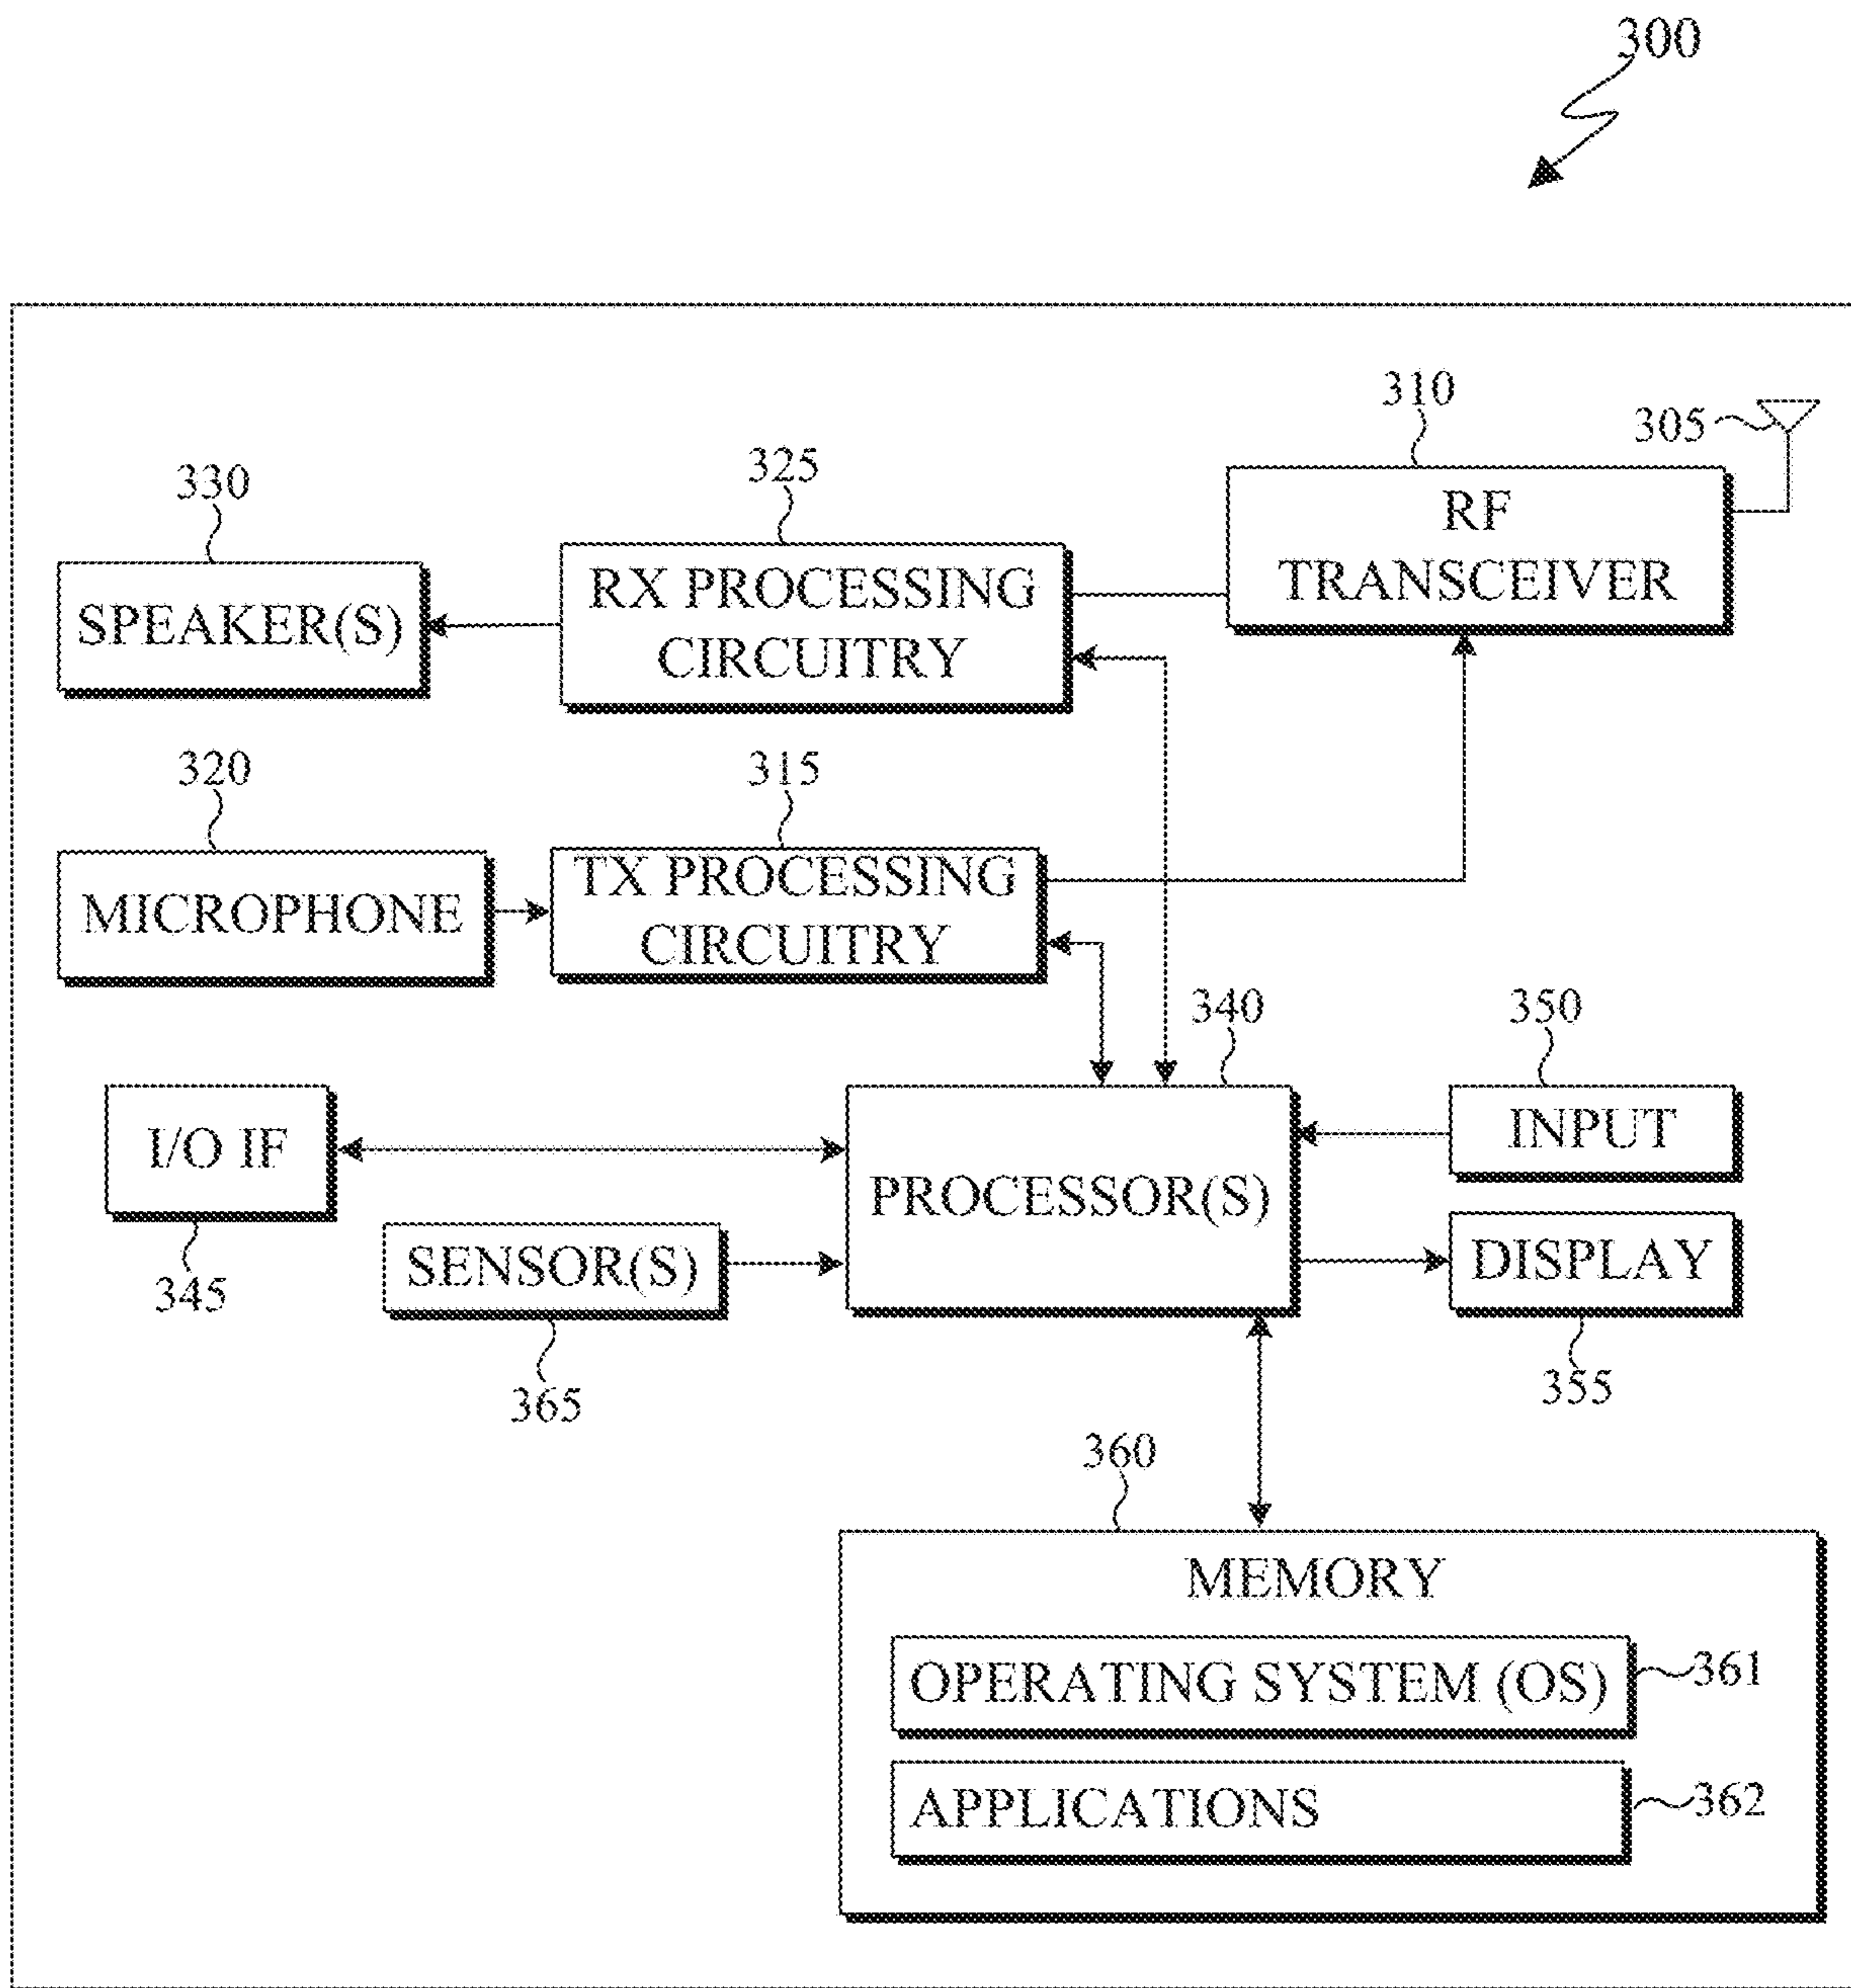 300
310
305
325
330
RF
TRANSCEIVER
RX PROCESSING
CIRCUITRY
SPEAKER(S)
320
315
MICROPHONE
TX PROCESSING
CIRCUITRY
340
350
I/O IF
INPUT
PROCESSOR(S)
SENSOR(S)
DISPLAY
345
365
355
360
MEMORY
OPERATING SYSTEM (OS)
361
APPLICATIONS
362